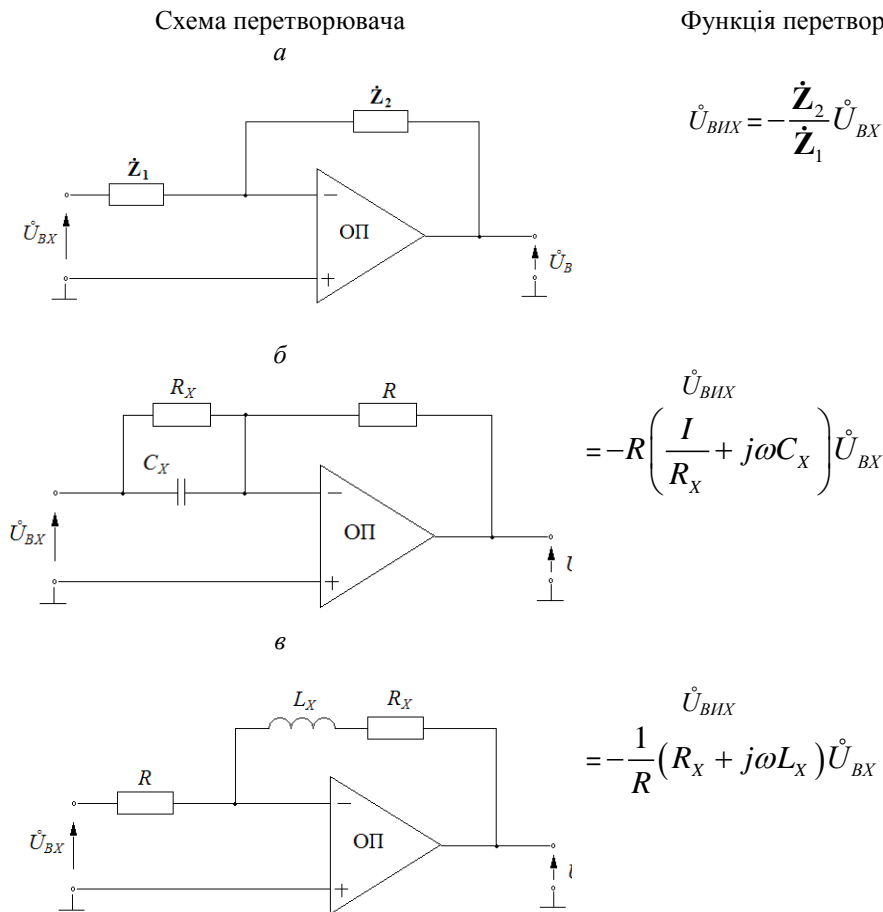 Схема перетворювача
Функція перетвор
а
Ż₂
Ż₁
ОП
− +
Ů_ВХ
Ů_В
Ů_ВИХ = − Ż₂ / Ż₁ Ů_ВХ
б
R_X
R
C_X
ОП
− +
Ů_ВХ
U
Ů_ВИХ
= −R ( I / R_X + jωC_X ) Ů_ВХ
в
L_X
R_X
R
ОП
− +
Ů_ВХ
Ů_ВИХ
= − 1 / R ( R_X + jωL_X ) Ů_ВХ